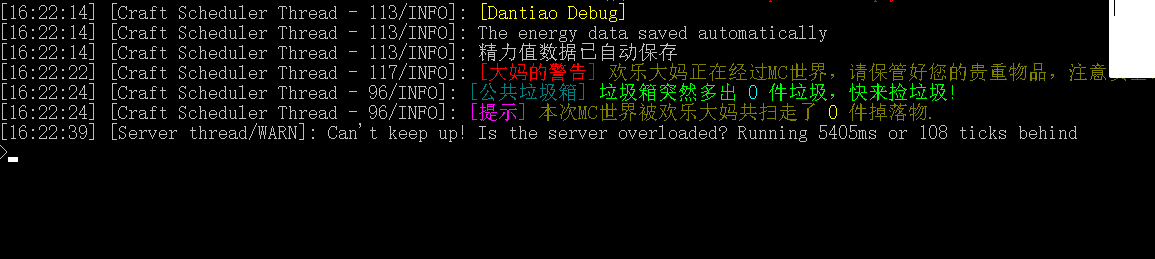 [16:22:14] [Craft Scheduler Thread - 113/INFO]: [Dantiao Debug]
[16:22:14] [Craft Scheduler Thread - 113/INFO]: The energy data saved automatically
[16:22:14] [Craft Scheduler Thread - 113/INFO]: 精力值数据已自动保存
[16:22:22] [Craft Scheduler Thread - 117/INFO]: [大妈的警告] 欢乐大妈正在经过MC世界，请保管好您的贵重物品，注意
[16:22:24] [Craft Scheduler Thread - 96/INFO]: [公共垃圾箱] 垃圾箱突然多出 0 件垃圾，快来捡垃圾！
[16:22:24] [Craft Scheduler Thread - 96/INFO]: [提示] 本次MC世界被欢乐大妈共扫走了 0 件掉落物.
[16:22:39] [Server thread/WARN]: Can't keep up! Is the server overloaded? Running 5405ms or 108 ticks behind
>